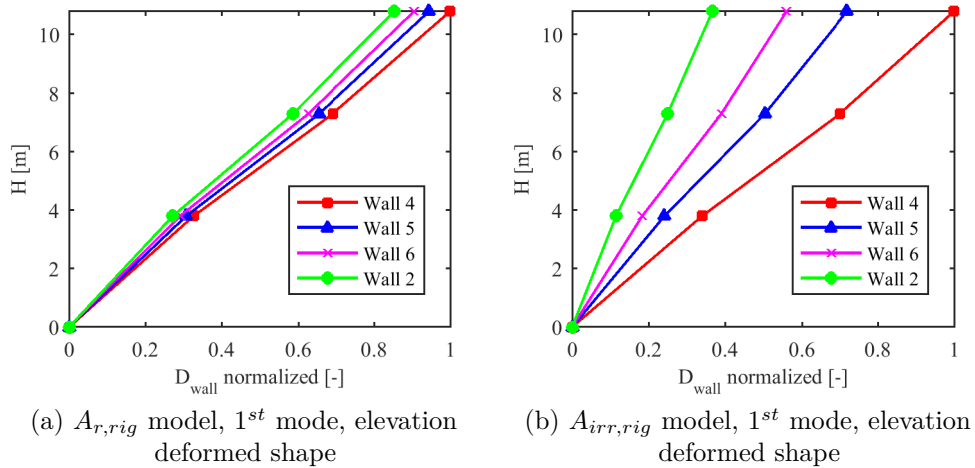 10
8
6
4
2
0
H [m]
Wall 4
Wall 5
Wall 6
Wall 2
0 0.2 0.4 0.6 0.8 1
D_wall normalized [-]
(a) A_{r,rig} model, 1^{st} mode, elevation
deformed shape
10
8
6
4
2
0
H [m]
Wall 4
Wall 5
Wall 6
Wall 2
0 0.2 0.4 0.6 0.8 1
D_wall normalized [-]
(b) A_{irr,rig} model, 1^{st} mode, elevation
deformed shape